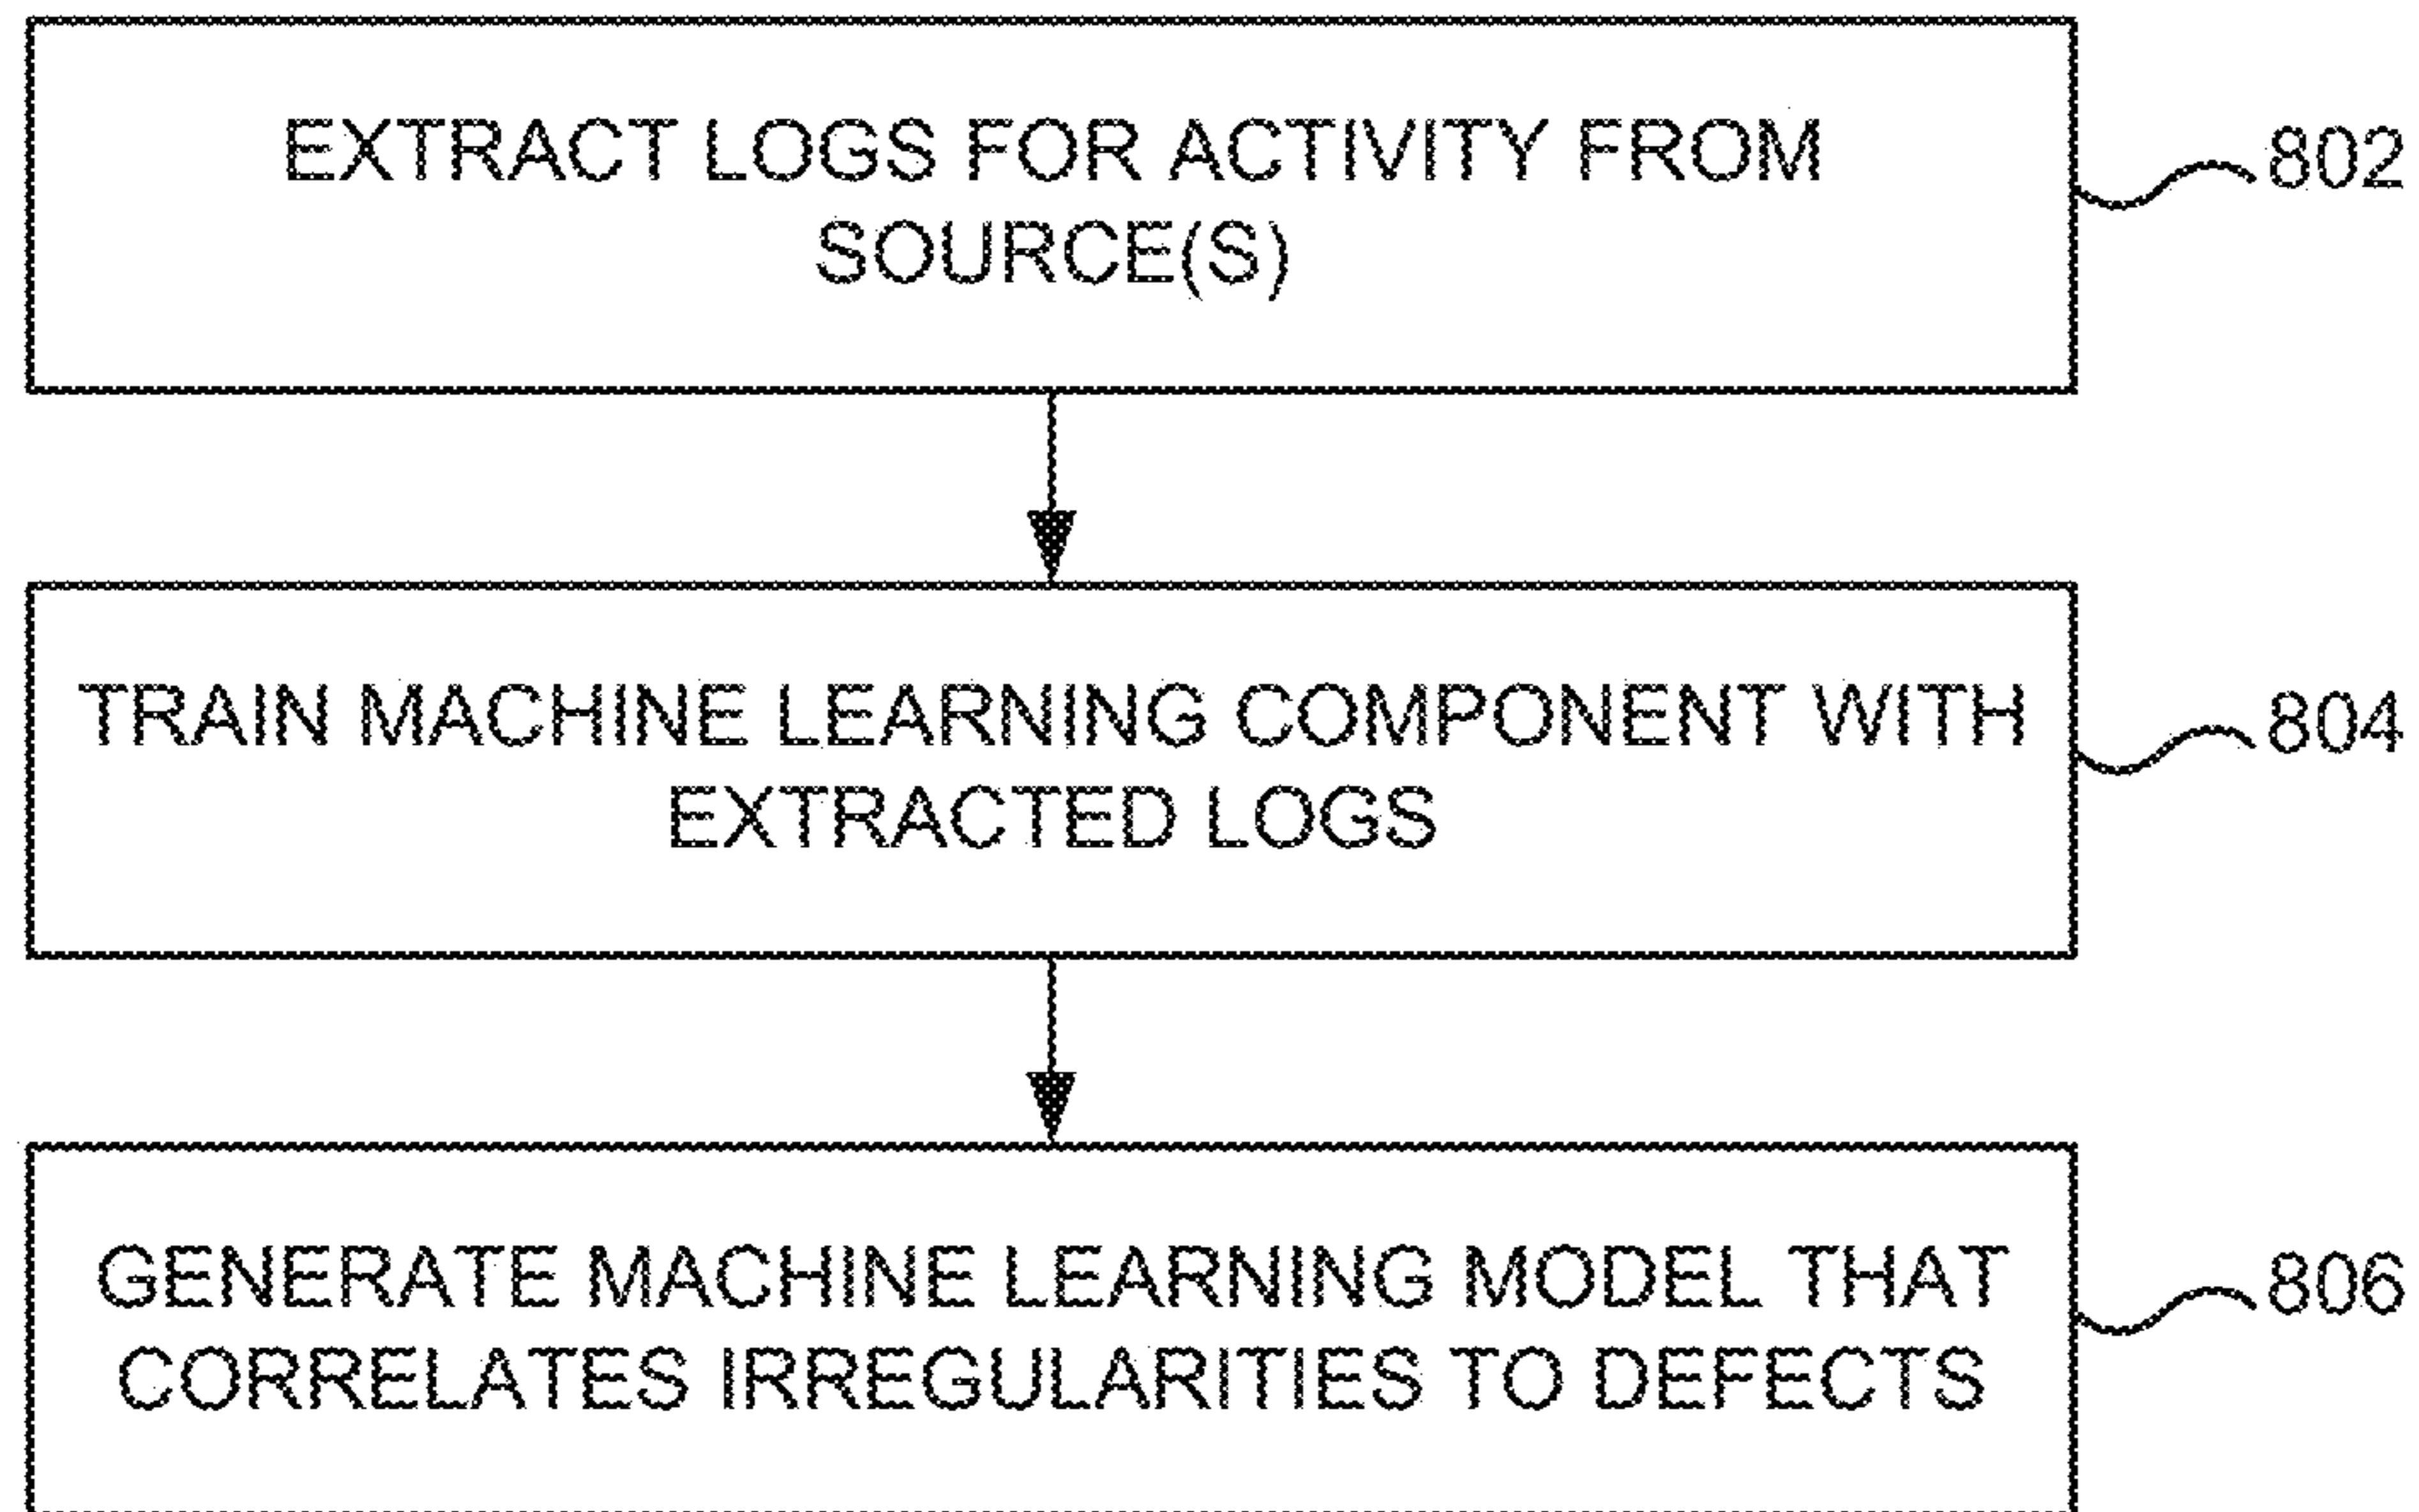 EXTRACT LOGS FOR ACTIVITY FROM
SOURCE(S)
802
TRAIN MACHINE LEARNING COMPONENT WITH
EXTRACTED LOGS
804
GENERATE MACHINE LEARNING MODEL THAT
CORRELATES IRREGULARITIES TO DEFECTS
806